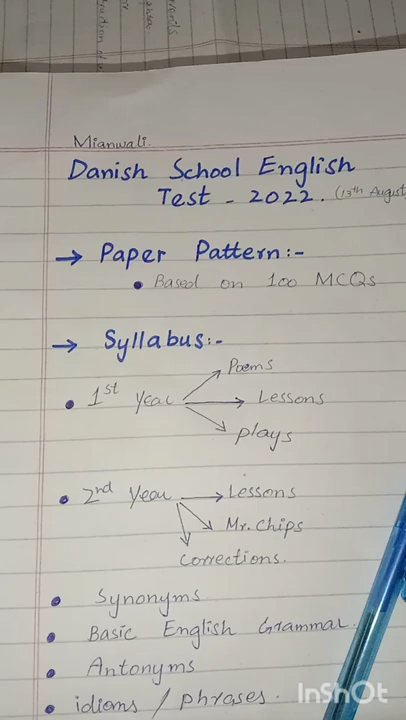 Mianwali.
Danish School English
Test - 2022. (13th August
→ Paper Pattern:-
• Based on 100 MCQs
→ Syllabus:-
Poems
• 1st Year → Lessons
plays
• 2nd Year → Lessons
Mr. Chips
Corrections.
• Synonyms
• Basic English Grammar.
• Antonyms
• idioms / phrases.
InShOt